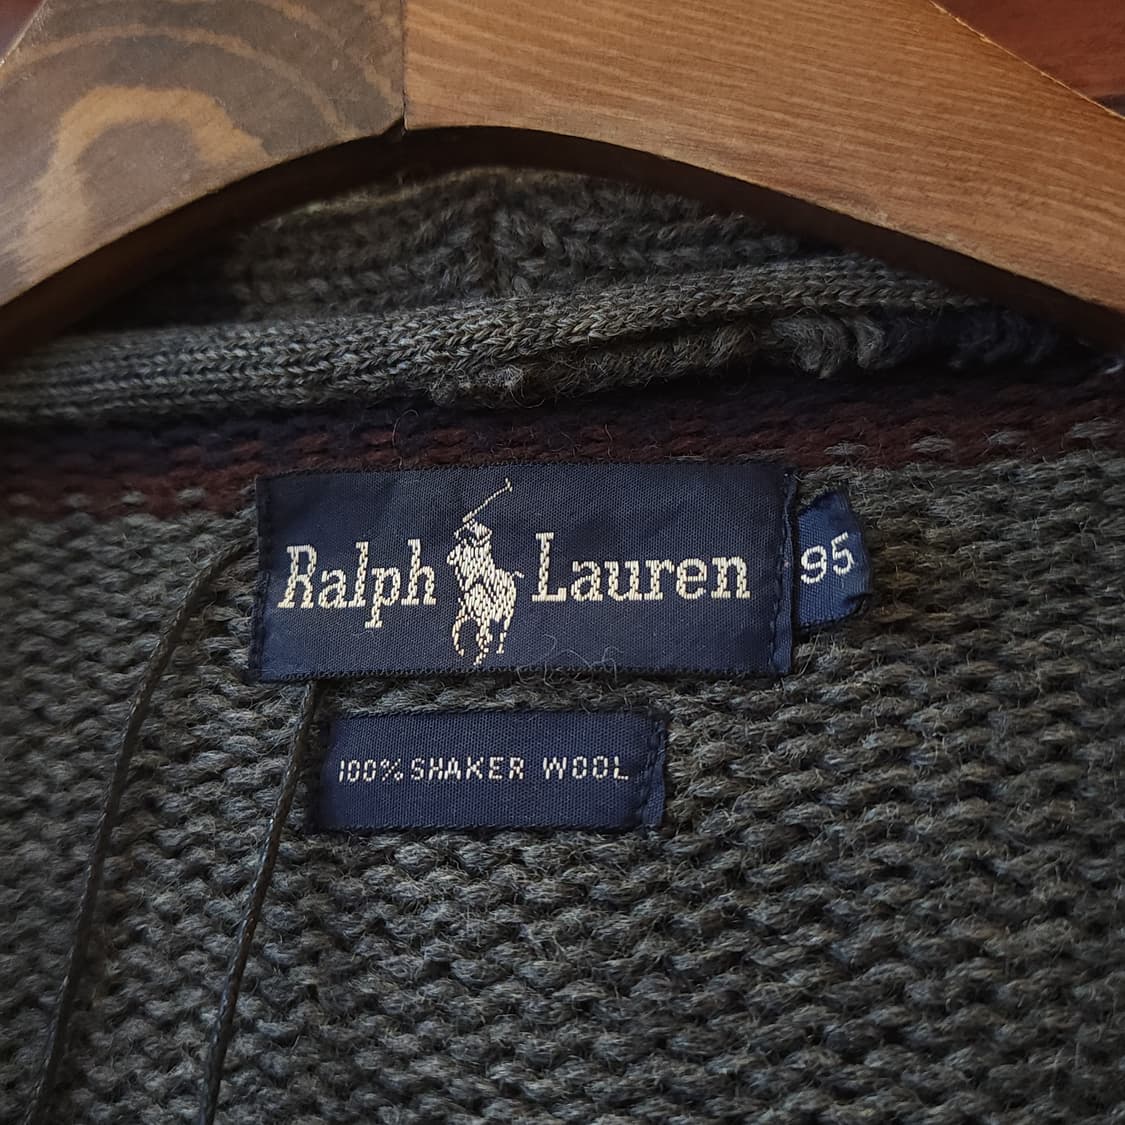 Ralph Lauren
95
100% SHAKER WOOL